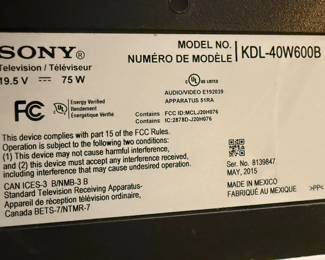 SONY®
Television / Téléviseur
19.5 V ⎓ 75 W
MODEL NO.
NUMÉRO DE MODÈLE
KDL-40W600B
c UL US LISTED
AUDIO/VIDEO E192039
APPARATUS 51RA
FC
Energy Verified
Rendement
Énergétique Vérifié
Contains FCC ID:MCLJ20H076
Contains IC:2878D-J20H076
This device complies with part 15 of the FCC Rules.
Operation is subject to the following two conditions:
(1) This device may not cause harmful interference,
and (2) this device must accept any interference
received, including interference that may cause
undesired operation.
CAN ICES-3 B/NMB-3 B
Standard Television Receiving Apparatus-
Appareil de réception télévision ordinaire,
Canada BETS-7/NTMR-7
Ser. No. 8139847
MAY, 2015
MADE IN MEXICO
FABRIQUÉ AU MEXIQUE
>PP<